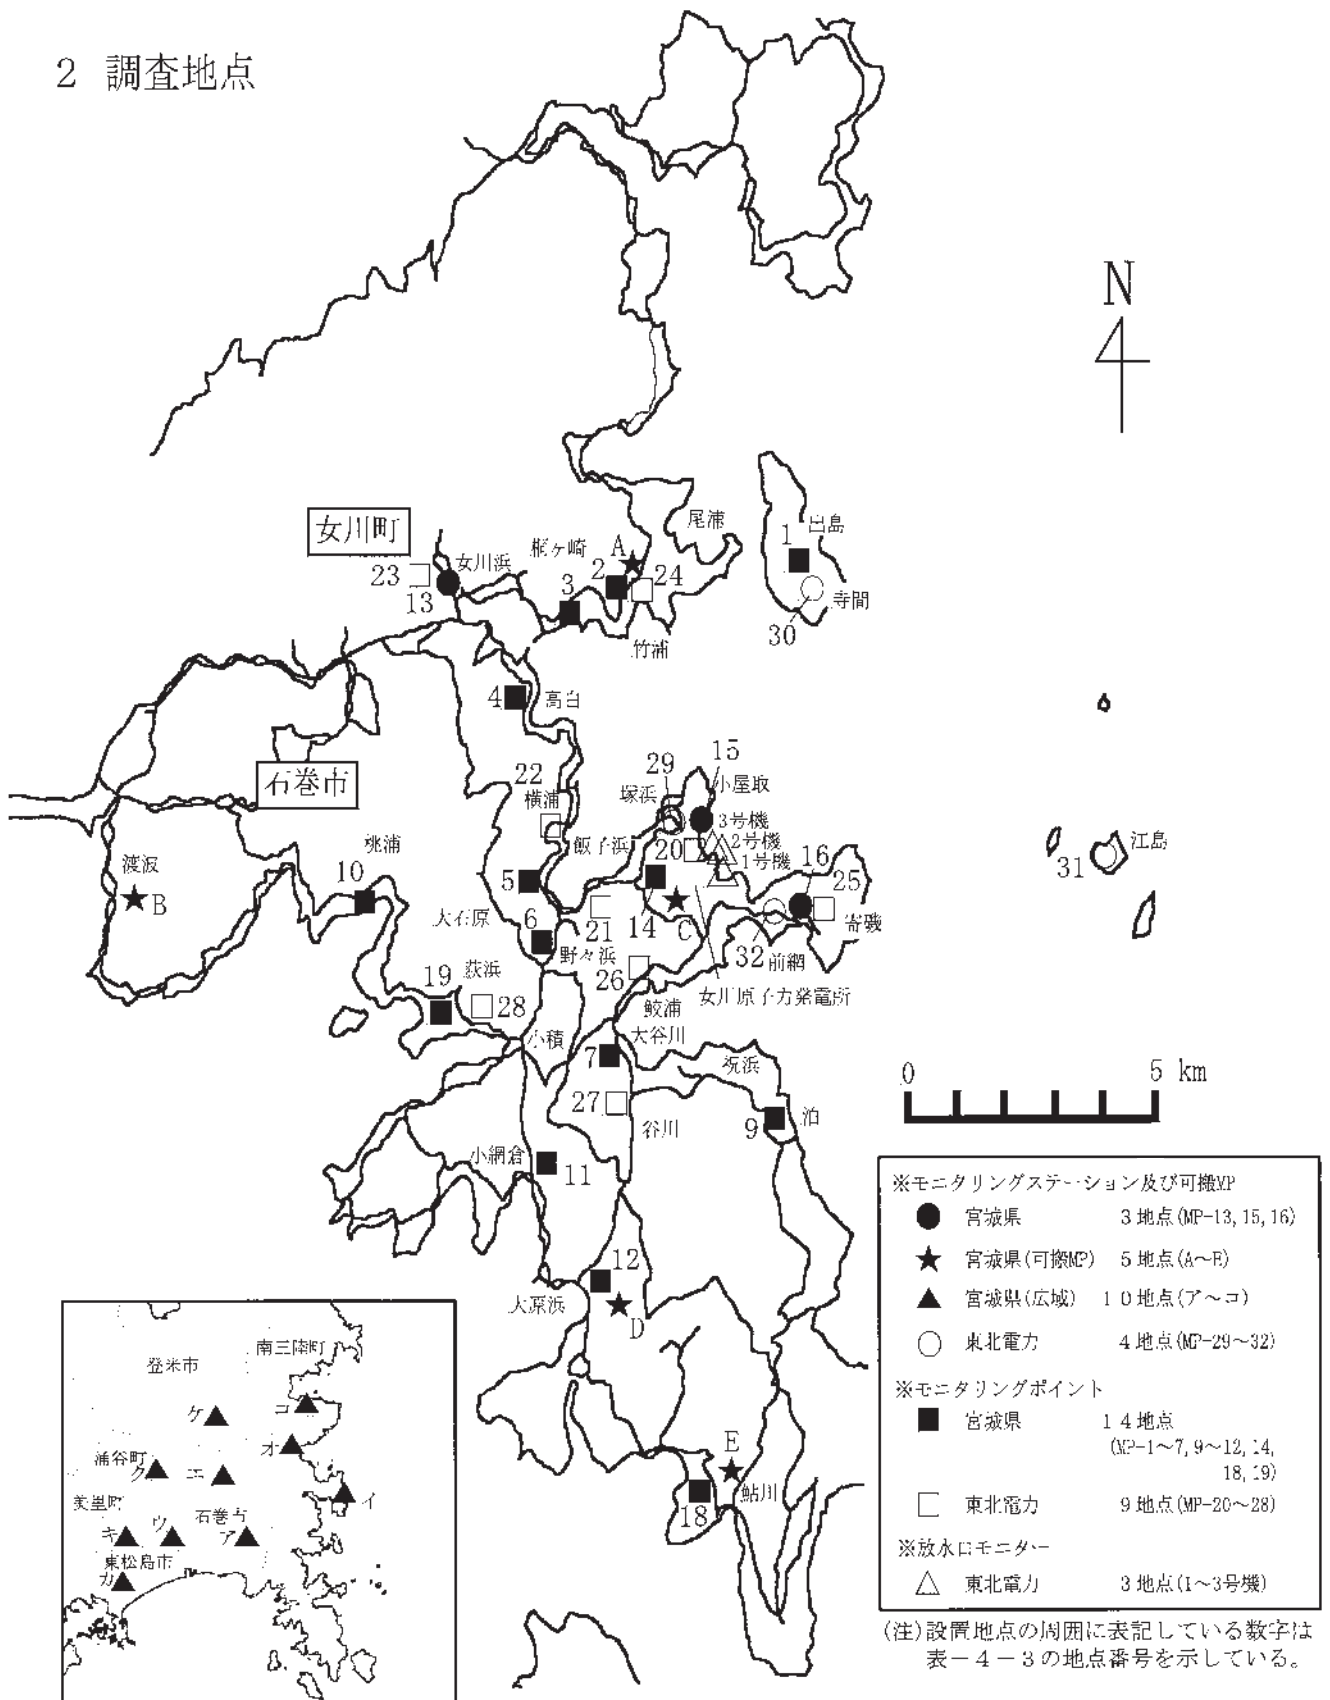 2 調査地点
N
尾浦
出島
1
女川町
桐ヶ崎
A
女川浜
23
13
3
2
24
寺間
30
竹浦
4
高白
石巻市
22
横浦
29
15
塚浜
小屋取
3号機
2号機
1号機
飯子浜
20
16
25
江島
31
渡波
B
桃浦
10
5
大石原
6
21
14
C
32
前網
寄磯
野々浜
26
女川原子力発電所
19
荻浜
28
鮫浦
小積
大谷川
7
祝浜
27
谷川
9
泊
小網倉
11
12
大原浜
D
E
鮎川
18
0 5 km
※モニタリングステーション及び可搬MP
宮城県 3地点(MP-13,15,16)
宮城県(可搬MP) 5地点(A~E)
宮城県(広域) 10地点(ア~コ)
東北電力 4地点(MP-29~32)
※モニタリングポイント
宮城県 14地点
(MP-1~7,9~12,14,
18,19)
東北電力 9地点(MP-20~28)
※放水口モニター
東北電力 3地点(1~3号機)
(注)設置地点の周囲に表記している数字は
表-4-3の地点番号を示している。
南三陸町
登米市
ケ
コ
オ
涌谷町
ク
エ
イ
美里町
石巻市
キ
ウ
ア
東松島市
カ